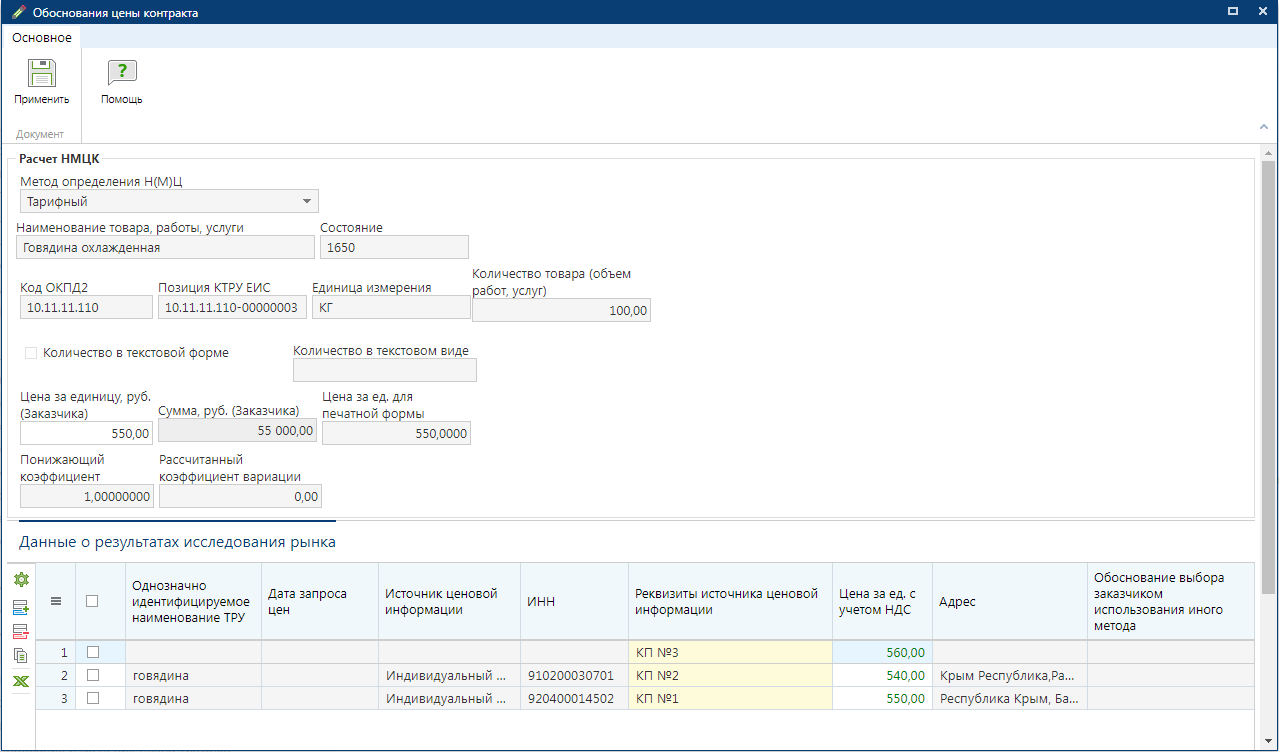 Обоснования цены контракта
Основное
Применить
Помощь
Документ
Расчет НМЦК
Метод определения Н(М)Ц
Тарифный
Наименование товара, работы, услуги
Состояние
Говядина охлажденная
1650
Количество товара (объем
работ, услуг)
Код ОКПД2
Позиция КТРУ ЕИС
Единица измерения
10.11.11.110
10.11.11.110-00000003
КГ
100,00
Количество в текстовой форме
Количество в текстовом виде
Цена за единицу, руб.
(Заказчика)
Сумма, руб. (Заказчика)
Цена за ед. для
печатной формы
550,00
55 000,00
550,0000
Понижающий
коэффициент
Рассчитанный
коэффициент вариации
1,00000000
0,00
Данные о результатах исследования рынка
Однозначно
идентифицируемое
наименование ТРУ
Дата запроса
цен
Источник ценовой
информации
ИНН
Реквизиты источника ценовой
информации
Цена за ед. с
учетом НДС
Адрес
Обоснование выбора
заказчиком
использования иного
метода
1 КП №3 560,00
2 говядина Индивидуальный ... 910200030701 КП №2 540,00 Крым Республика,Ра...
3 говядина Индивидуальный ... 920400014502 КП №1 550,00 Республика Крым, Ба...